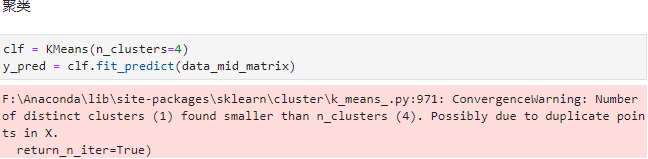 聚类
clf = KMeans(n_clusters=4)
y_pred = clf.fit_predict(data_mid_matrix)
F:\Anaconda\lib\site-packages\sklearn\cluster\k_means_.py:971: ConvergenceWarning: Number
of distinct clusters (1) found smaller than n_clusters (4). Possibly due to duplicate poin
ts in X.
  return_n_iter=True)